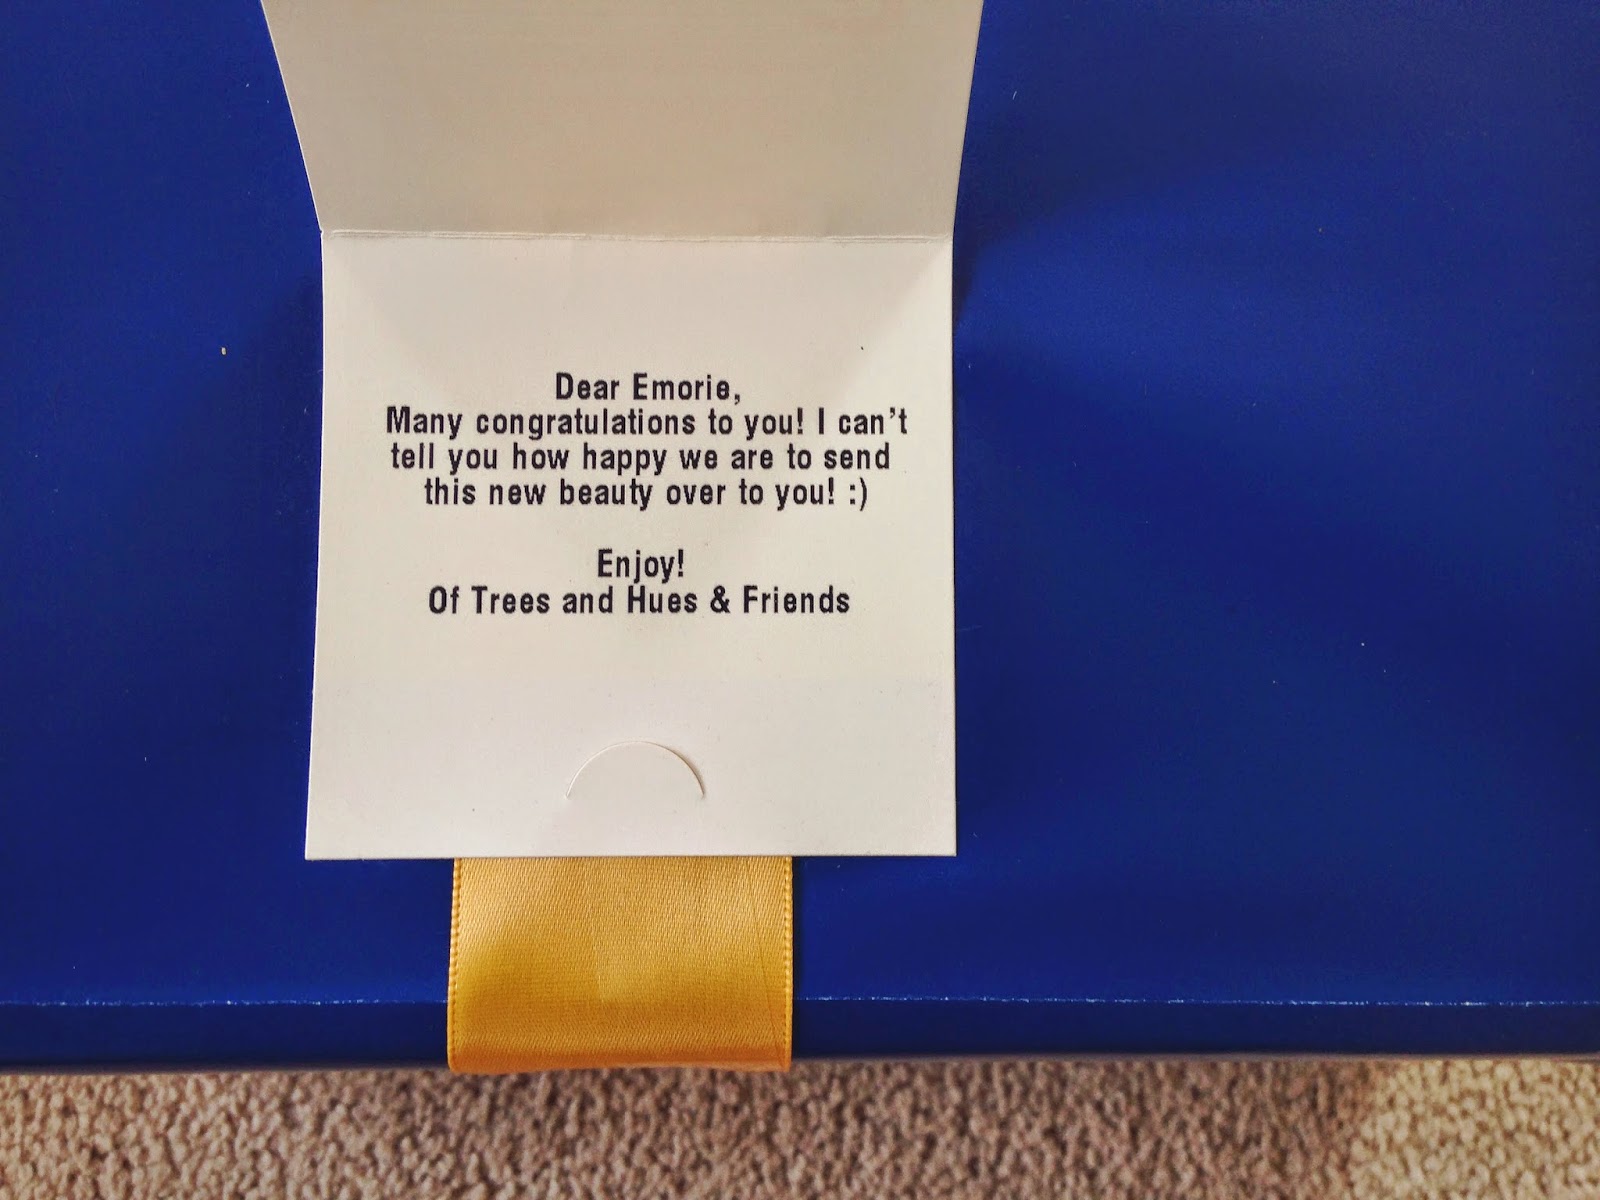 Dear Emorie,
Many congratulations to you! I can't
tell you how happy we are to send
this new beauty over to you! :)
Enjoy!
Of Trees and Hues & Friends